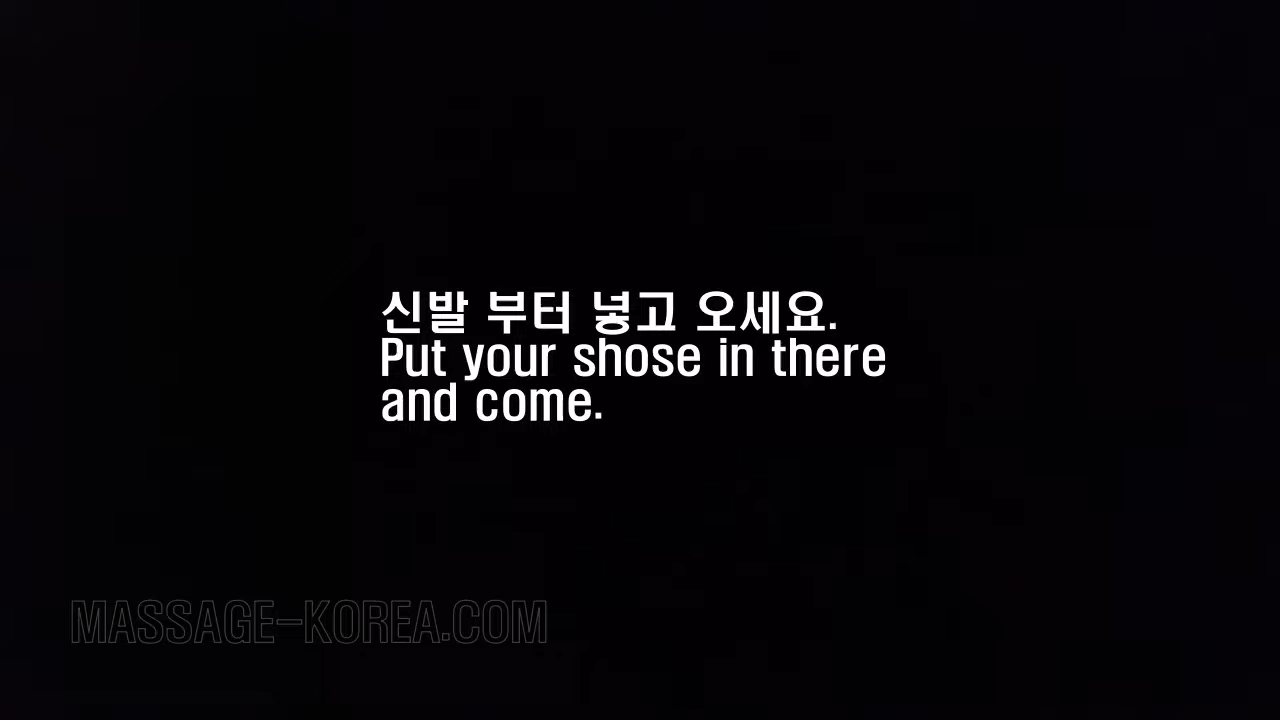 신발 부터 넣고 오세요.
Put your shose in there
and come.
MASSAGE-KOREA.COM